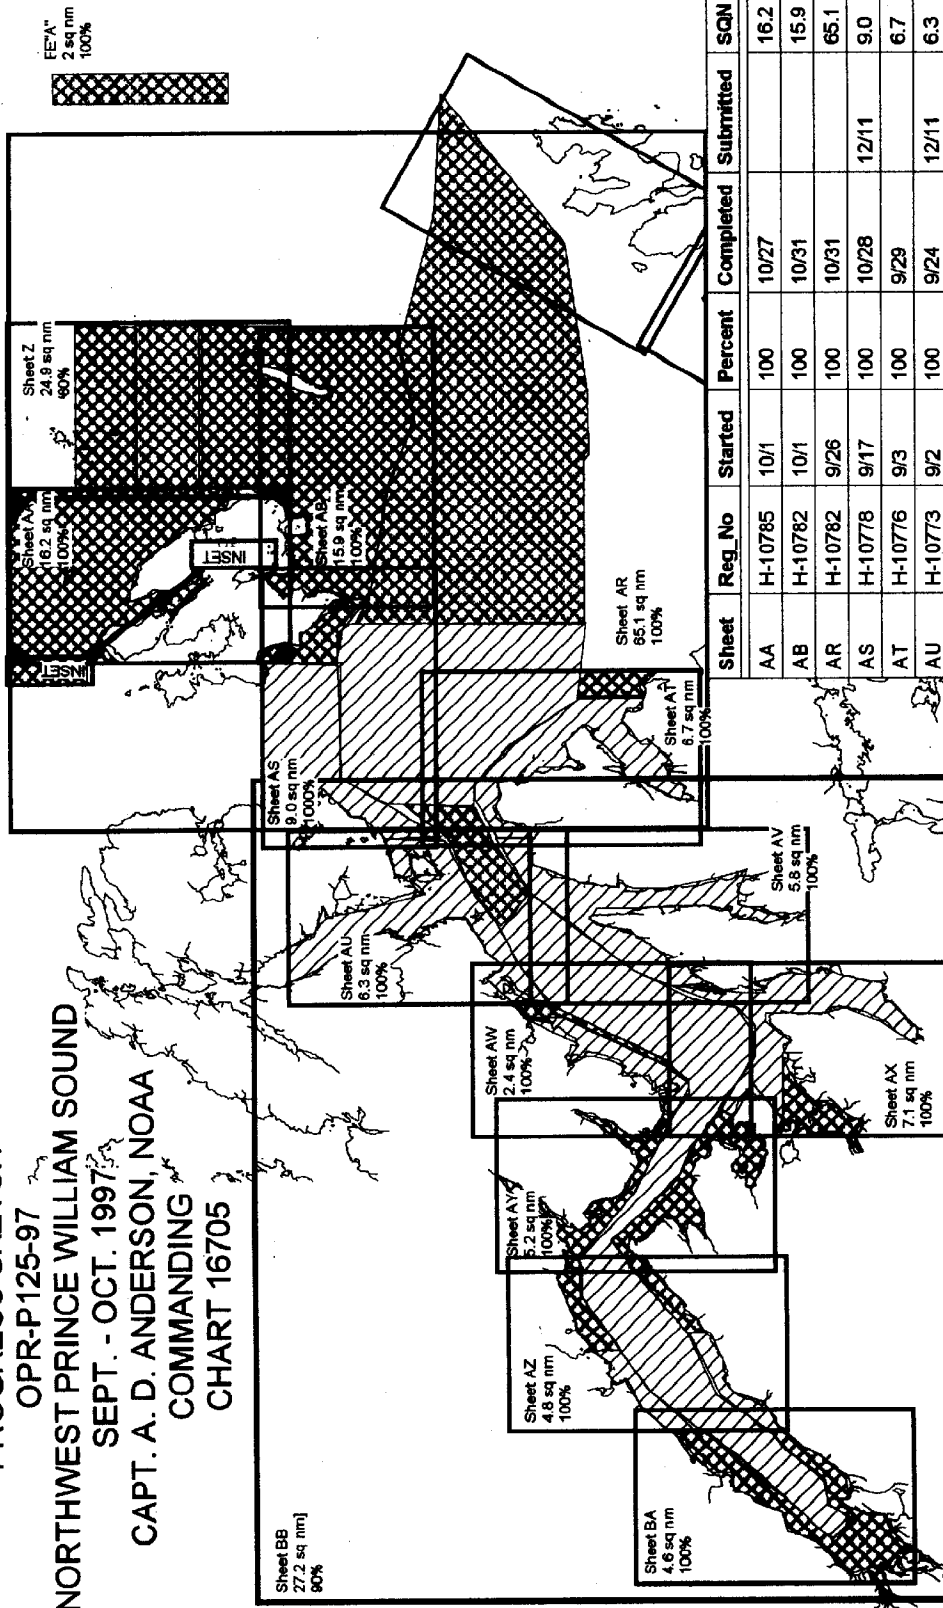 OPR-P125-97
NORTHWEST PRINCE WILLIAM SOUND
SEPT. - OCT. 1997
CAPT. A. D. ANDERSON, NOAA
COMMANDING
CHART 16705
FE"A"
2 sq nm
100%
Sheet Z
24.9 sq nm
Sheet AA
16.2 sq nm
100%
INSET
INSET
Sheet AB
15.9 sq nm
100%
Sheet AR
65.1 sq nm
100%
Sheet AS
9.0 sq nm
1000%
Sheet AT
6.7 sq nm
100%
Sheet AU
6.3 sq nm
100%
Sheet AV
5.8 sq nm
100%
Sheet AW
2.4 sq nm
100%
Sheet AX
7.1 sq nm
100%
Sheet AY
5.2 sq nm
100%
Sheet AZ
4.8 sq nm
100%
Sheet BA
4.6 sq nm
100%
Sheet BB
27.2 sq nm]
90%
Sheet Reg_No Started Percent Completed Submitted SQN
AA H-10785 10/1 100 10/27 16.2
AB H-10782 10/1 100 10/31 15.9
AR H-10782 9/26 100 10/31 65.1
AS H-10778 9/17 100 10/28 12/11 9.0
AT H-10776 9/3 100 9/29 6.7
AU H-10773 9/2 100 9/24 12/11 6.3